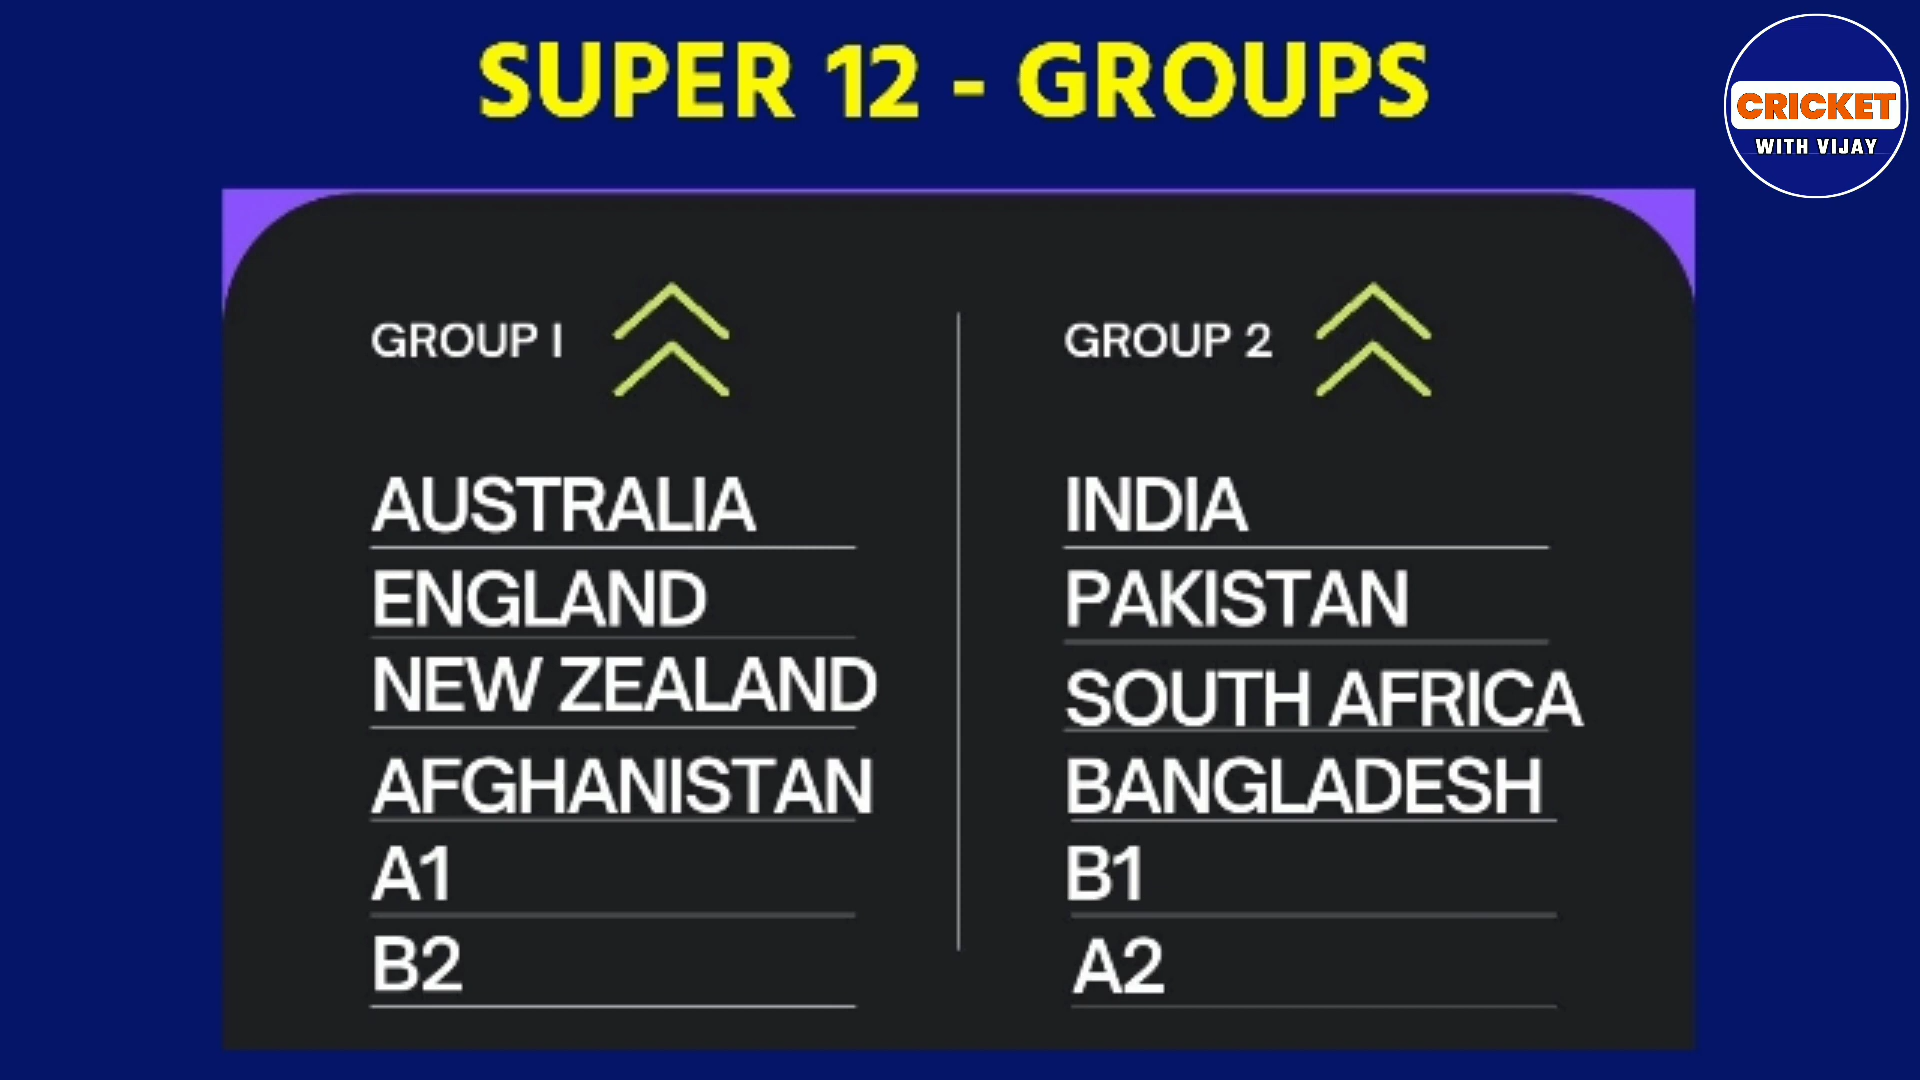 SUPER 12 - GROUPS
CRICKET
WITH VIJAY
GROUP I
AUSTRALIA
ENGLAND
NEW ZEALAND
AFGHANISTAN
A1
B2
GROUP 2
INDIA
PAKISTAN
SOUTH AFRICA
BANGLADESH
B1
A2